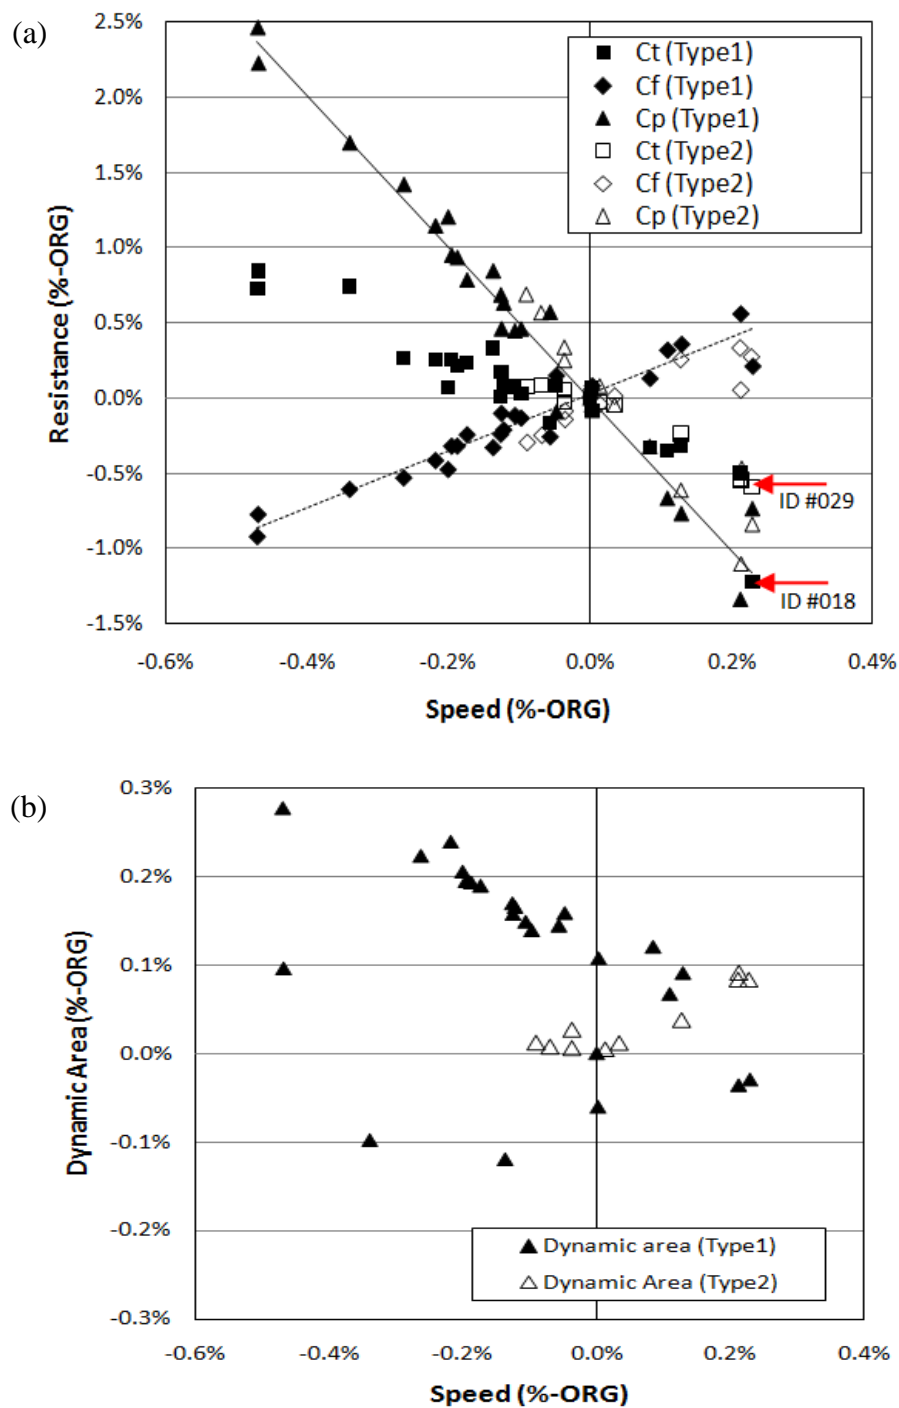 (a)
2.5%
2.0%
1.5%
1.0%
0.5%
0.0%
-0.5%
-1.0%
-1.5%
Resistance (%-ORG)
Ct (Type1)
Cf (Type1)
Cp (Type1)
Ct (Type2)
Cf (Type2)
Cp (Type2)
ID #029
ID #018
-0.6% -0.4% -0.2% 0.0% 0.2% 0.4%
Speed (%-ORG)
(b)
0.3%
0.2%
0.1%
0.0%
-0.1%
-0.2%
-0.3%
Dynamic Area(%-ORG)
Dynamic area (Type1)
Dynamic Area (Type2)
-0.6% -0.4% -0.2% 0.0% 0.2% 0.4%
Speed (%-ORG)